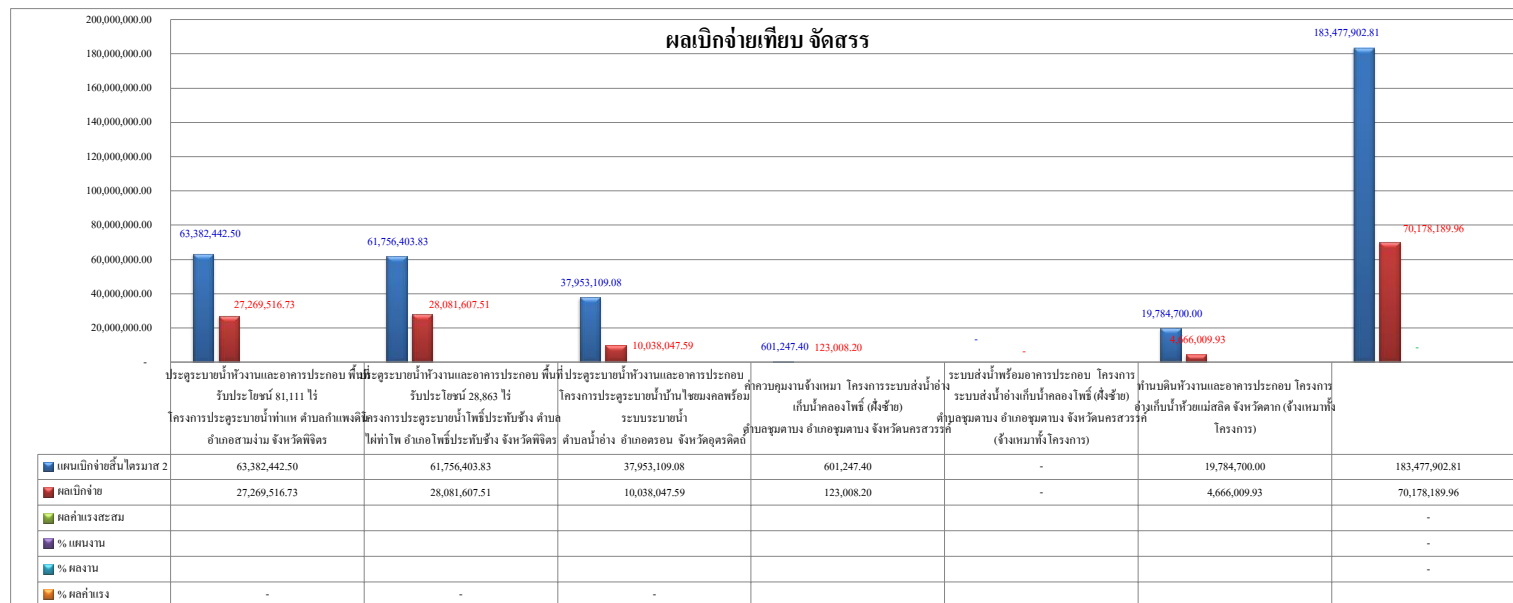 ผลเบิกจ่ายเทียบ จัดสรร
200,000,000.00
180,000,000.00
160,000,000.00
140,000,000.00
120,000,000.00
100,000,000.00
80,000,000.00
60,000,000.00
40,000,000.00
20,000,000.00
-
63,382,442.50
27,269,516.73
61,756,403.83
28,081,607.51
37,953,109.08
10,038,047.59
601,247.40
123,008.20
-
-
19,784,700.00
4,666,009.93
183,477,902.81
70,178,189.96
-
ประตูระบายน้ำหัวงานและอาคารประกอบ พื้นที่
รับประโยชน์ 81,111 ไร่
โครงการประตูระบายน้ำท่าแห ตำบลกำแพงดิน
อำเภอสามง่าม จังหวัดพิจิตร
ประตูระบายน้ำหัวงานและอาคารประกอบ พื้นที่
รับประโยชน์ 28,863 ไร่
โครงการประตูระบายน้ำโพธิ์ประทับช้าง ตำบล
ไผ่ท่าโพ อำเภอโพธิ์ประทับช้าง จังหวัดพิจิตร
ประตูระบายน้ำหัวงานและอาคารประกอบ
โครงการประตูระบายน้ำบ้านไชยมงคลพร้อม
ระบบระบายน้ำ
ตำบลน้ำอ่าง อำเภอตรอน จังหวัดอุตรดิตถ์
ค่าควบคุมงานจ้างเหมา โครงการระบบส่งน้ำอ่าง
เก็บน้ำคลองโพธิ์ (ฝั่งซ้าย)
ตำบลชุมตาบง อำเภอชุมตาบง จังหวัดนครสวรรค์
ระบบส่งน้ำพร้อมอาคารประกอบ โครงการ
ระบบส่งน้ำอ่างเก็บน้ำคลองโพธิ์ (ฝั่งซ้าย)
ตำบลชุมตาบง อำเภอชุมตาบง จังหวัดนครสวรรค์
(จ้างเหมาทั้งโครงการ)
ทำนบดินหัวงานและอาคารประกอบ โครงการ
อ่างเก็บน้ำห้วยแม่สลิด จังหวัดตาก (จ้างเหมาทั้ง
โครงการ)
แผนเบิกจ่ายสิ้นไตรมาส 2 63,382,442.50 61,756,403.83 37,953,109.08 601,247.40 - 19,784,700.00 183,477,902.81
ผลเบิกจ่าย 27,269,516.73 28,081,607.51 10,038,047.59 123,008.20 - 4,666,009.93 70,178,189.96
ผลค่าแรงสะสม -
% แผนงาน -
% ผลงาน -
% ผลค่าแรง - - -